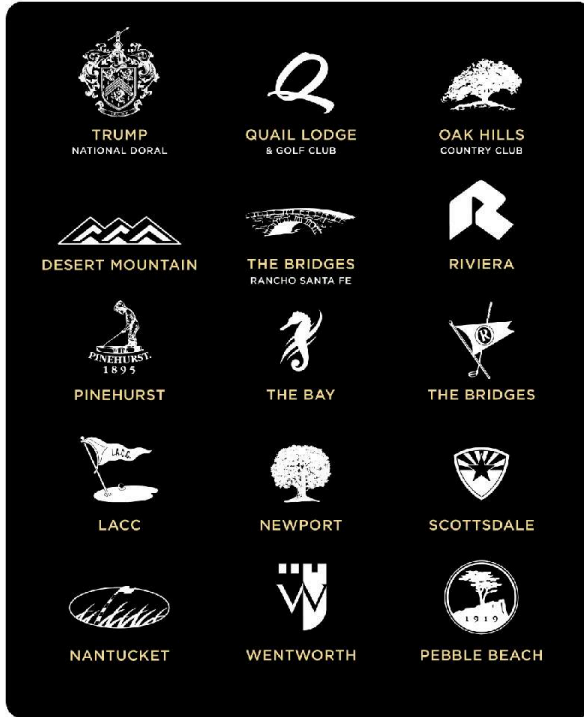 TRUMP
NATIONAL DORAL
QUAIL LODGE
& GOLF CLUB
OAK HILLS
COUNTRY CLUB
DESERT MOUNTAIN
THE BRIDGES
RANCHO SANTA FE
R
RIVIERA
PINEHURST.
1895
PINEHURST
THE BAY
R
THE BRIDGES
L.A.C.C.
LACC
NEWPORT
SCOTTSDALE
NANTUCKET
W
WENTWORTH
1919
PEBBLE BEACH